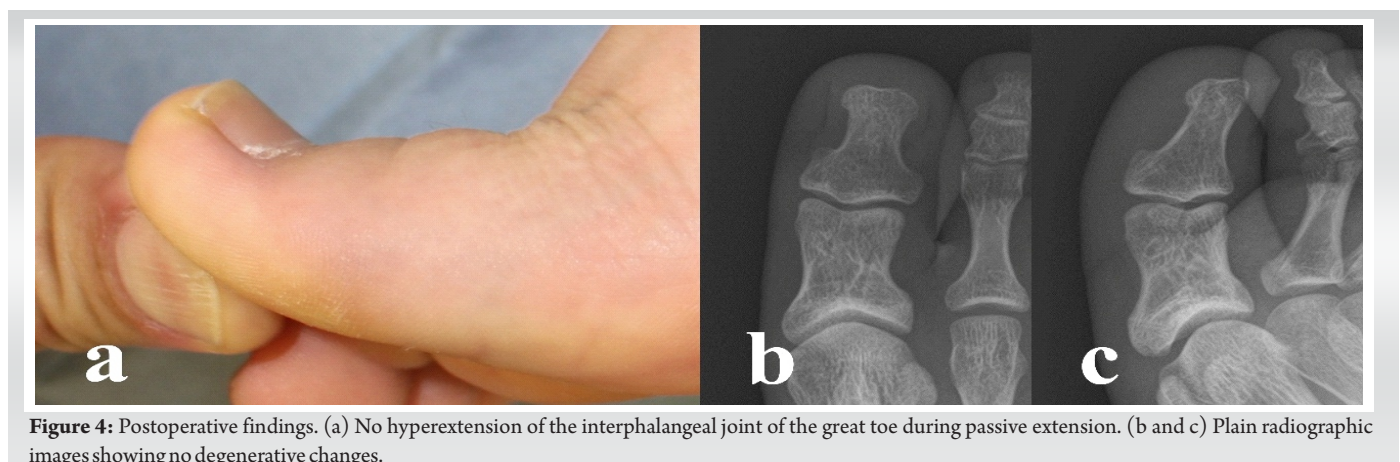 a
b
c
Figure 4: Postoperative findings. (a) No hyperextension of the interphalangeal joint of the great toe during passive extension. (b and c) Plain radiographic
images showing no degenerative changes.